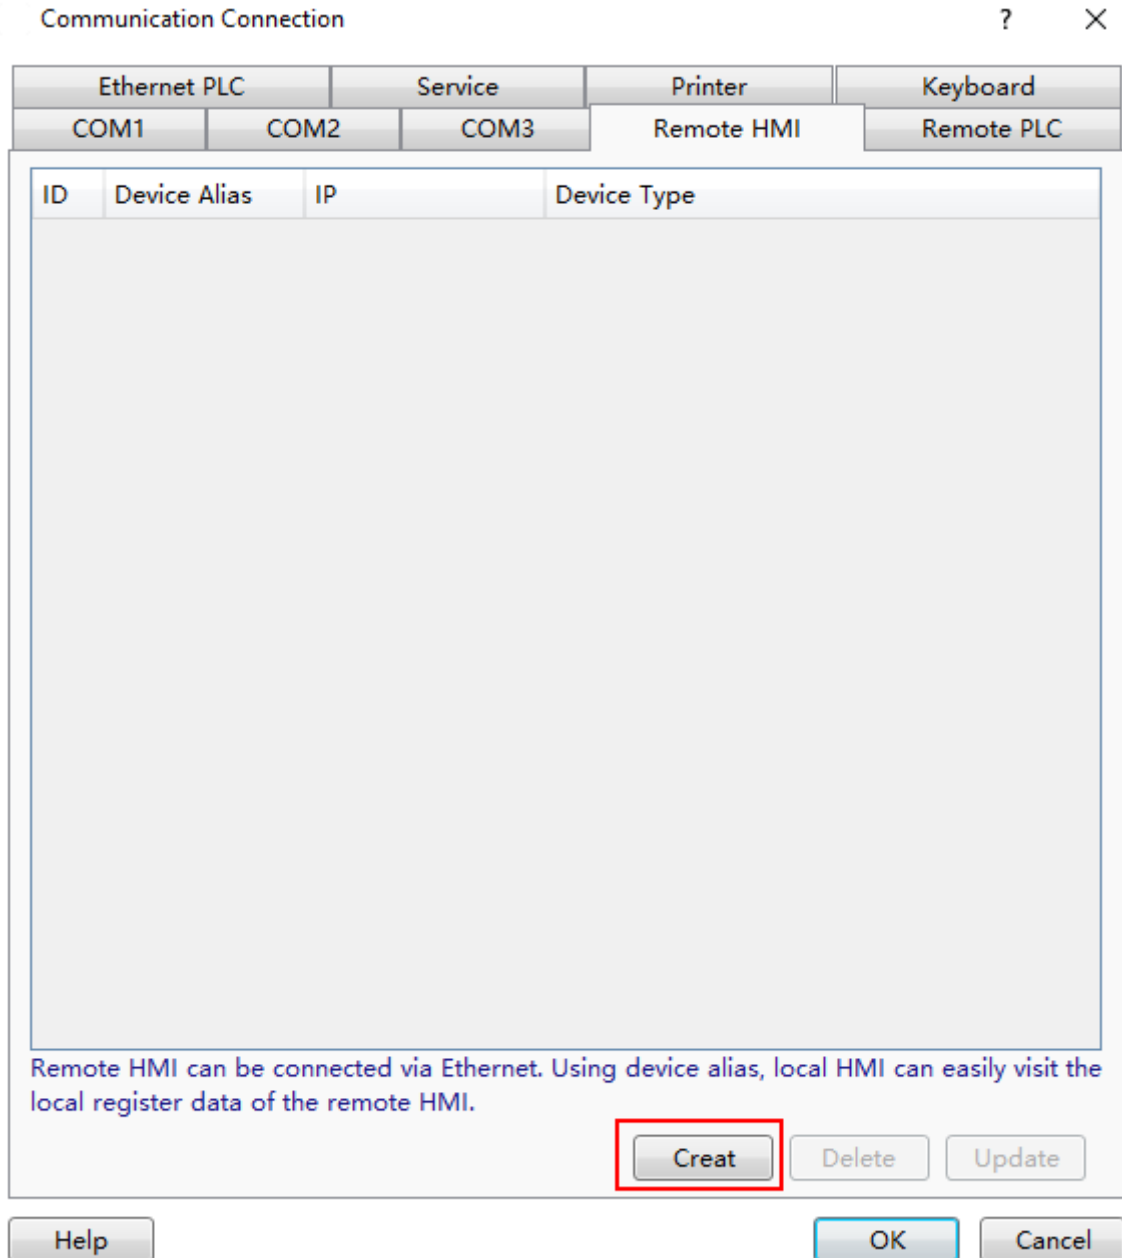 Communication Connection ?
Ethernet PLC Service Printer Keyboard
COM1 COM2 COM3 Remote HMI Remote PLC
ID Device Alias IP Device Type
Remote HMI can be connected via Ethernet. Using device alias, local HMI can easily visit the
local register data of the remote HMI.
Creat Delete Update
Help OK Cancel